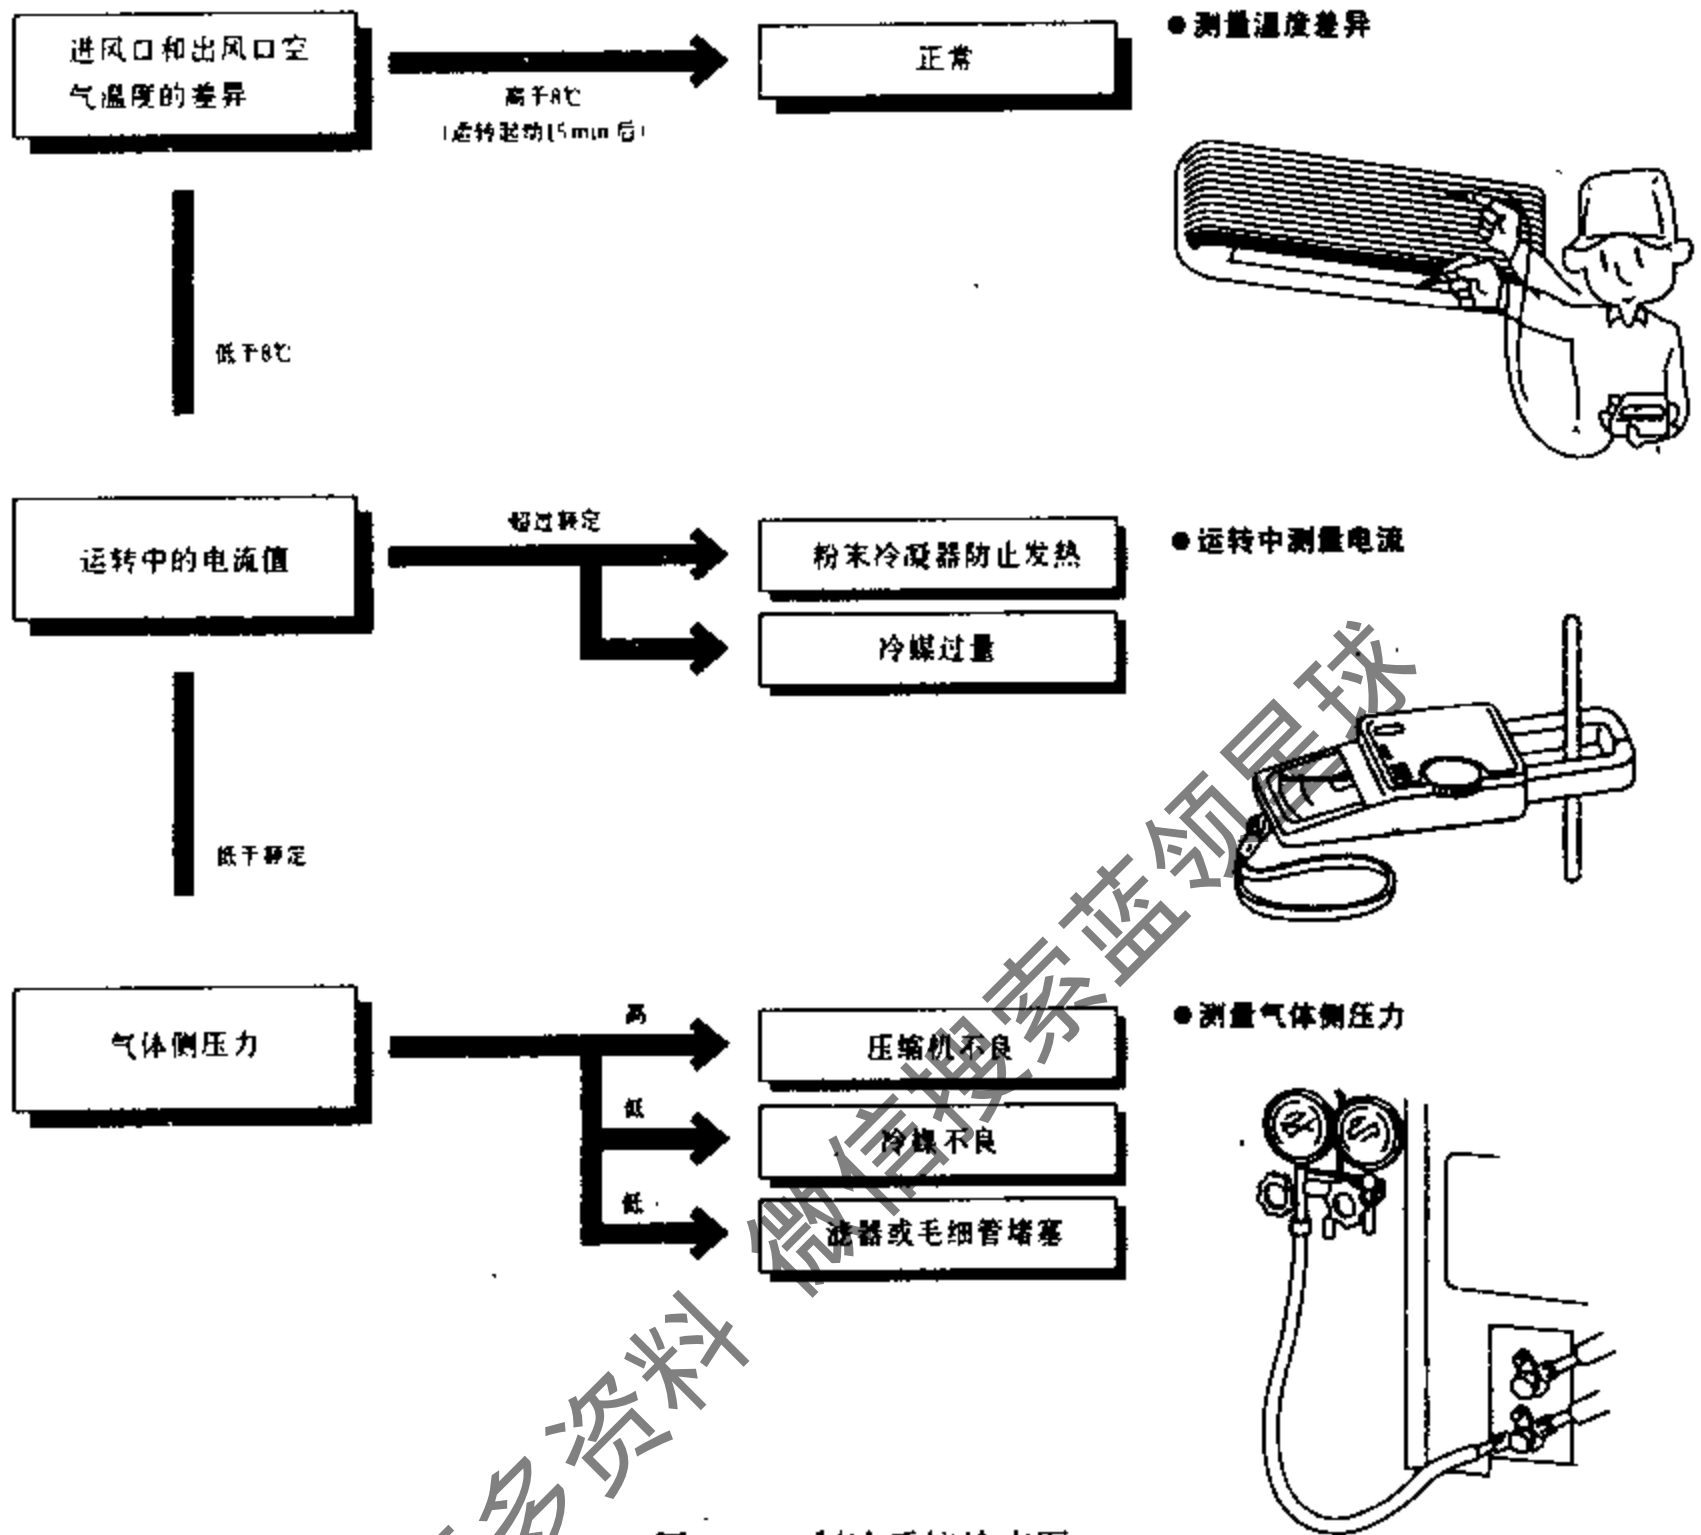 进风口和出风口空
气温度的差异
高于8℃
(运转起动15min后)
正常
●测量温度差异
低于8℃
运转中的电流值
超过额定
粉末冷凝器防止发热
冷媒过量
●运转中测量电流
低于额定
气体侧压力
高
压缩机不良
低
冷媒不良
低
滤器或毛细管堵塞
●测量气体侧压力
多资料 微信搜索蓝领星球